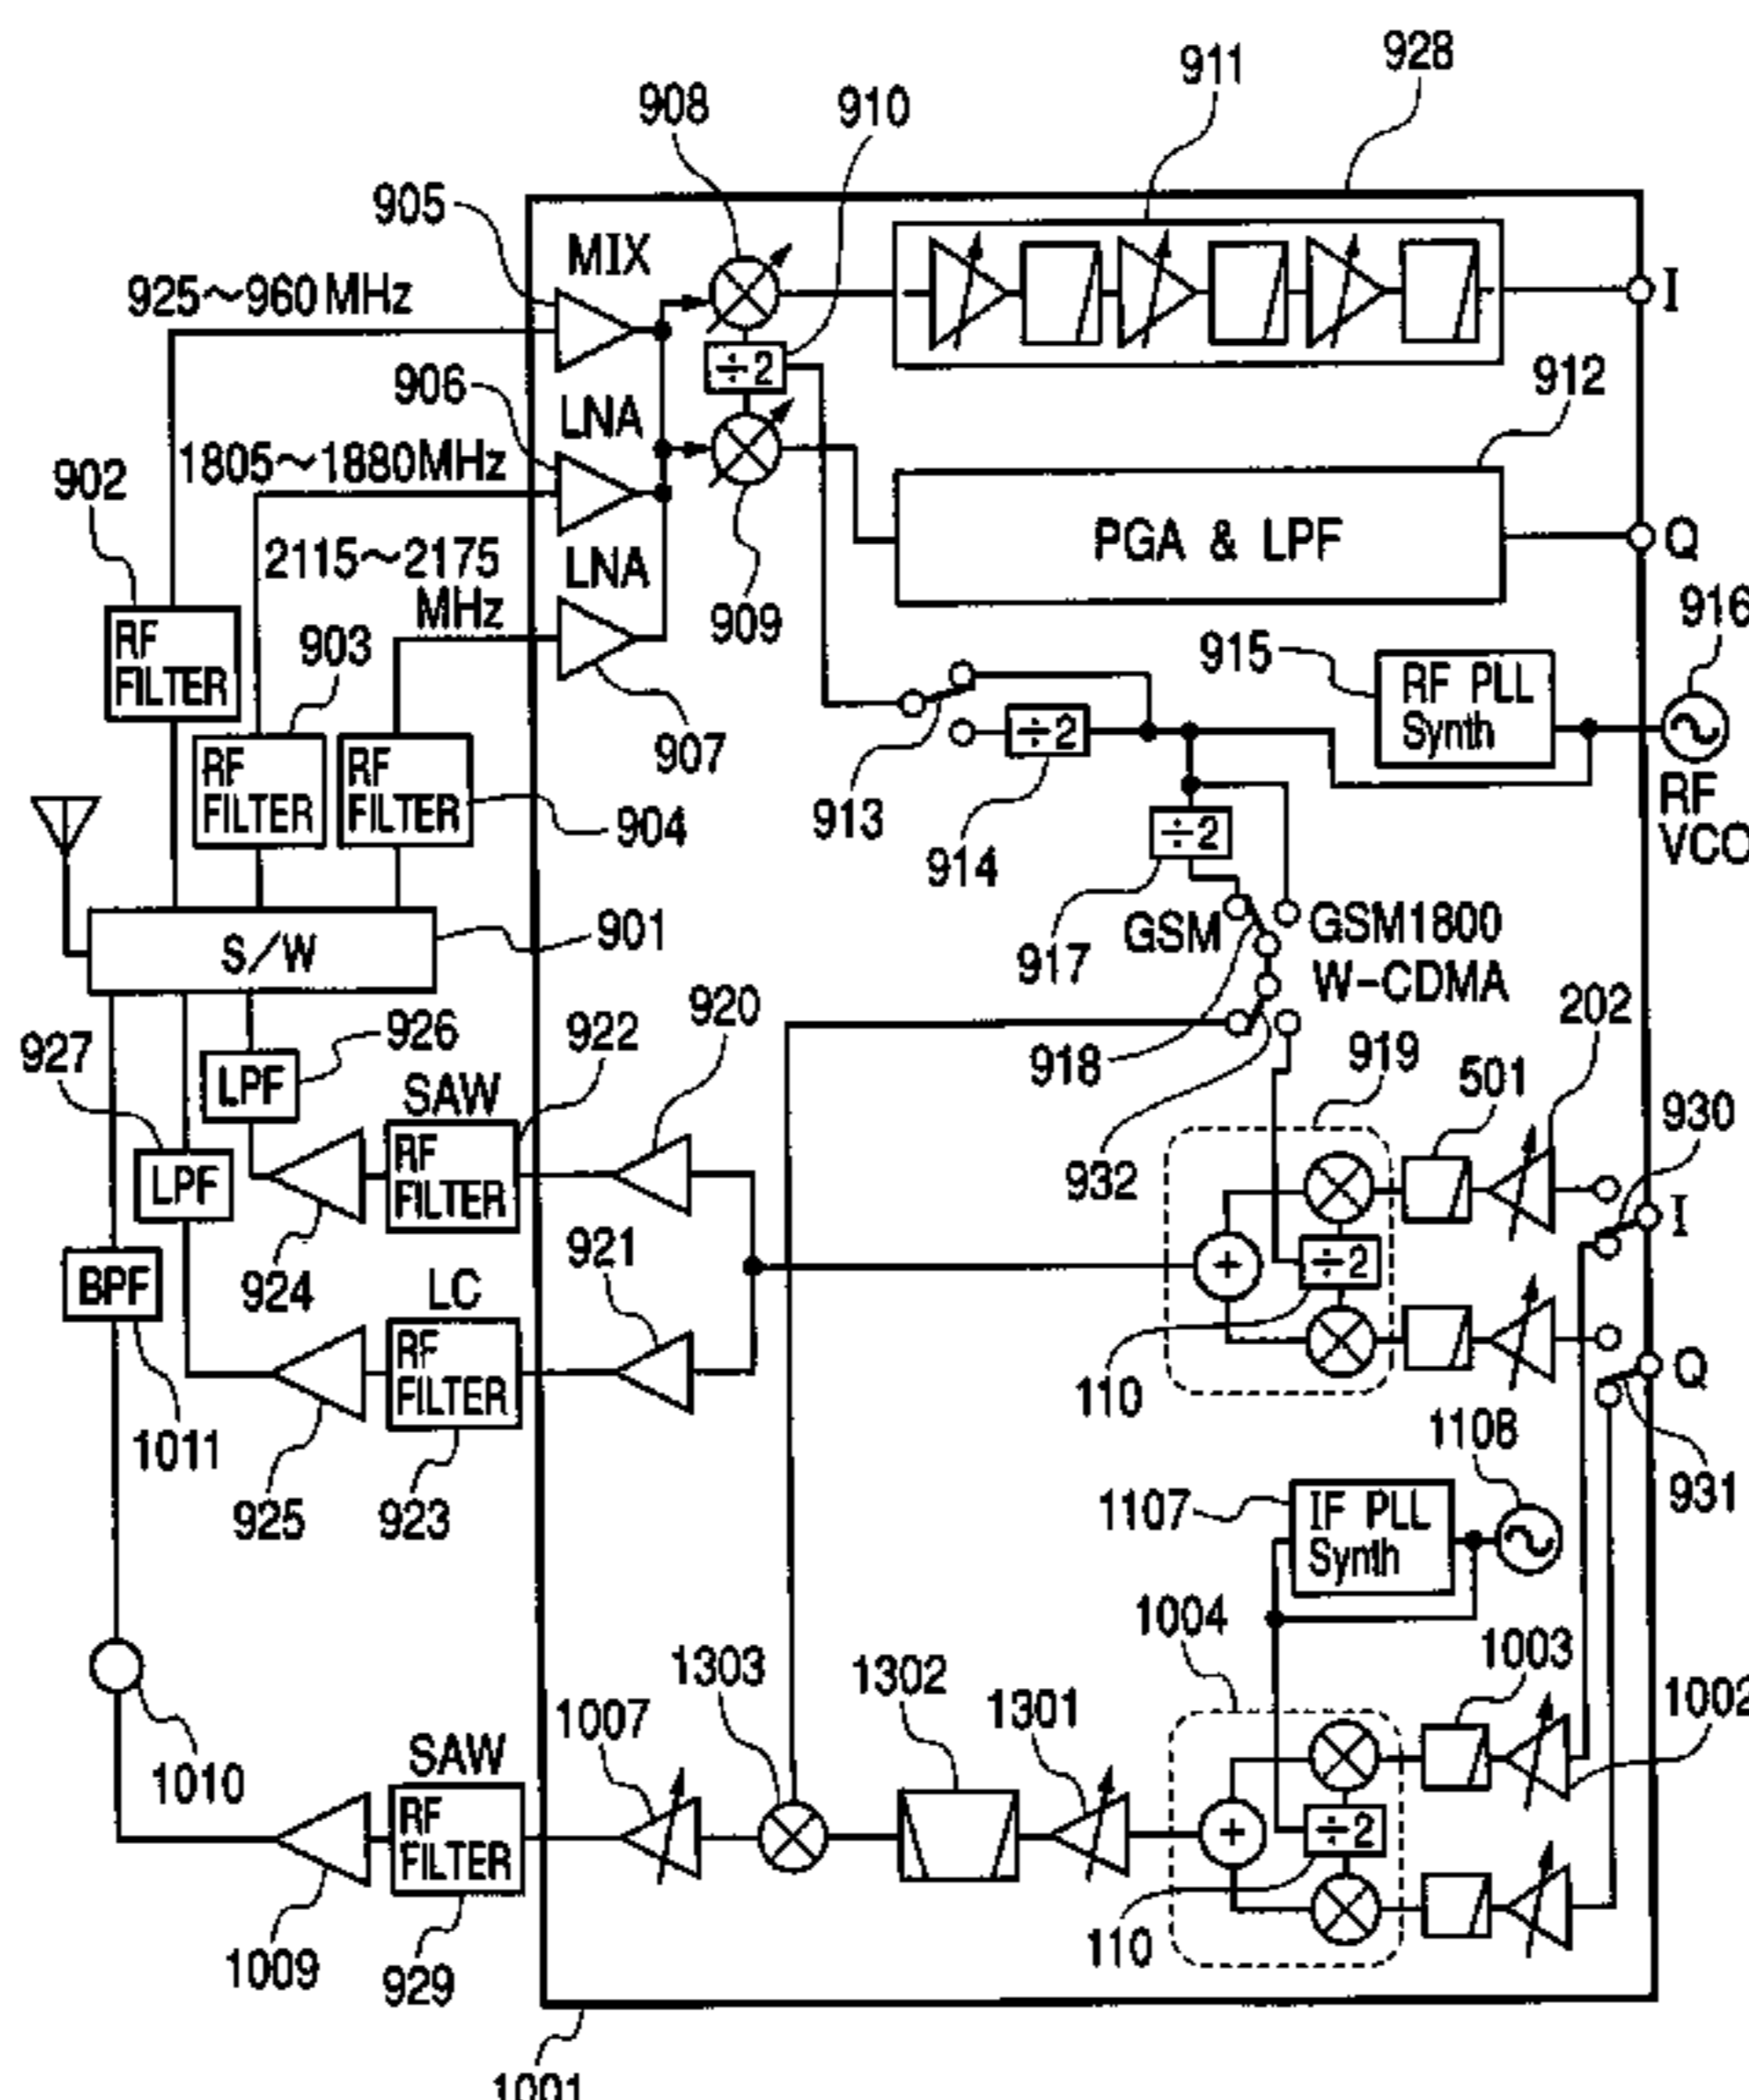 928
911
910
908
905
MIX
925~960 MHz
I
÷2
906
LNA
912
902
1805~1880MHz
PGA & LPF
Q
2115~2175
MHz
LNA
909
916
RF
FILTER
903
915
RF PLL
Synth
907
÷2
RF
FILTER
RF
FILTER
904
913
914
÷2
RF
VCO
S/W
901
GSM
GSM1800
W-CDMA
917
202
927
926
922
920
918
919
501
930
LPF
SAW
932
LPF
RF
FILTER
I
924
921
+
÷2
BPF
LC
RF
FILTER
110
Q
1011
1108
925
923
1107
IF PLL
Synth
931
1004
1303
1302
1003
1007
1301
1002
1010
SAW
RF
FILTER
+
÷2
1009
929
110
1001